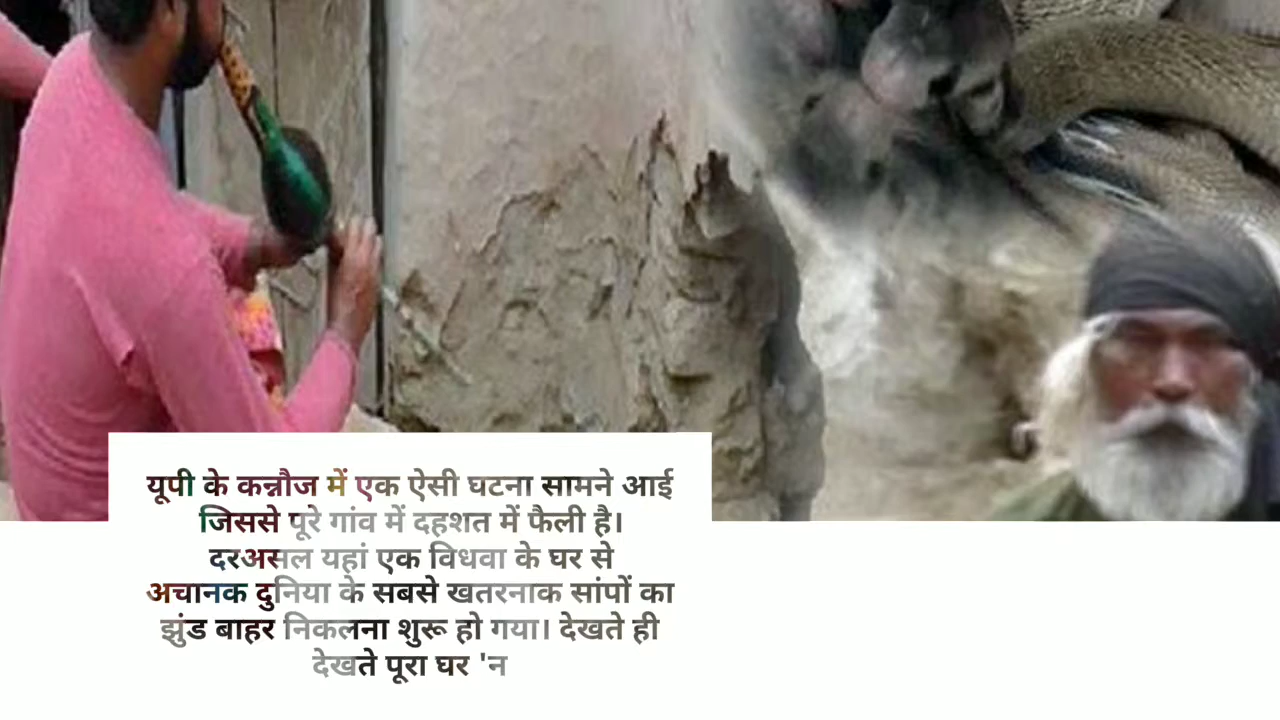 यूपी के कन्नौज में एक ऐसी घटना सामने आई
जिससे पूरे गांव में दहशत में फैली है।
दरअसल यहां एक विधवा के घर से
अचानक दुनिया के सबसे खतरनाक सांपों का
झुंड बाहर निकलना शुरू हो गया। देखते ही
देखते पूरा घर 'न